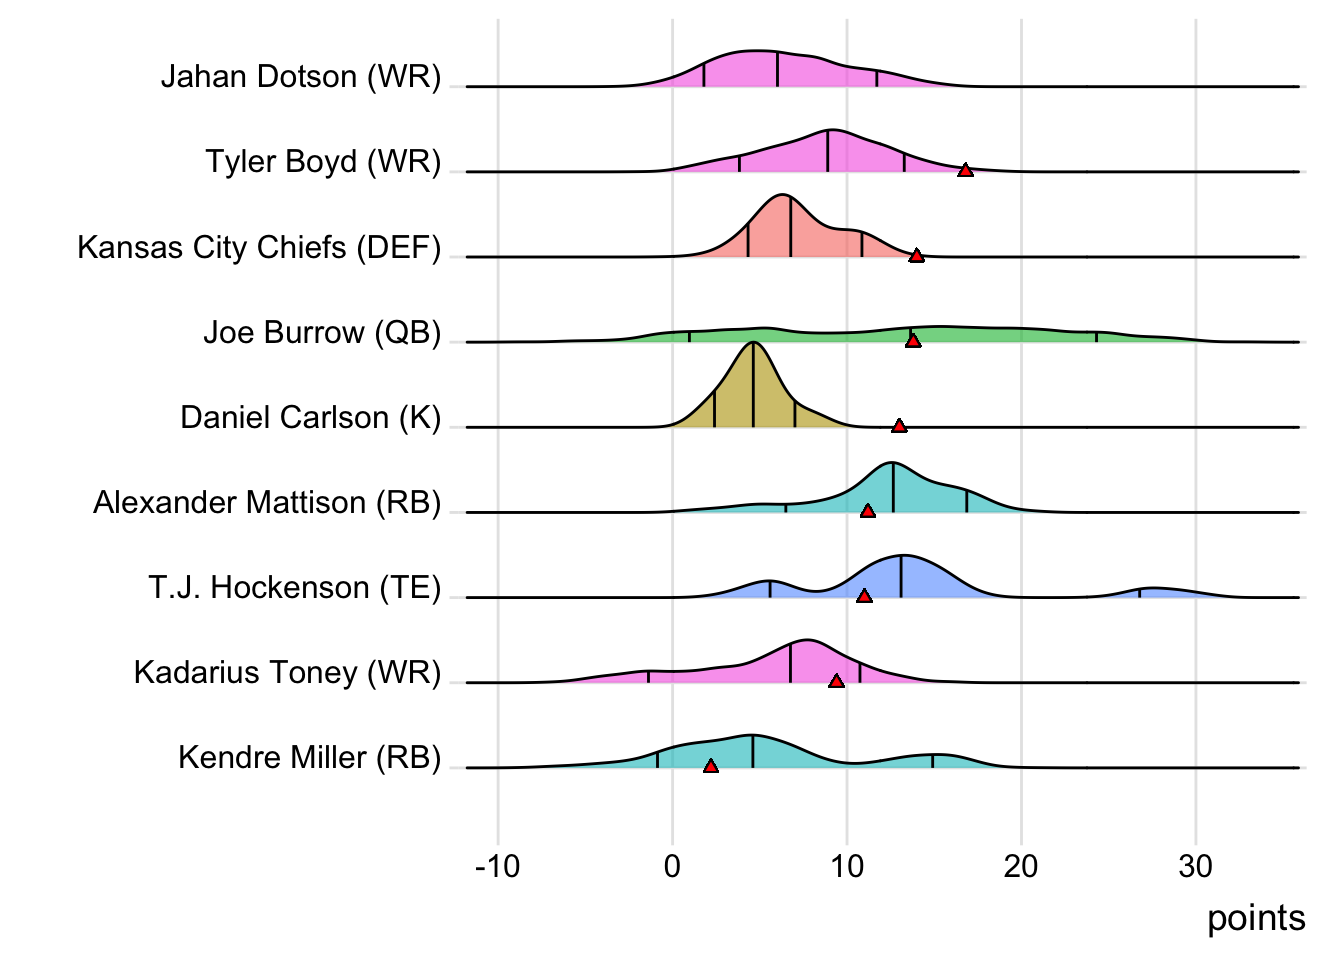 Jahan Dotson (WR)
Tyler Boyd (WR)
Kansas City Chiefs (DEF)
Joe Burrow (QB)
Daniel Carlson (K)
Alexander Mattison (RB)
T.J. Hockenson (TE)
Kadarius Toney (WR)
Kendre Miller (RB)
-10 0 10 20 30
points